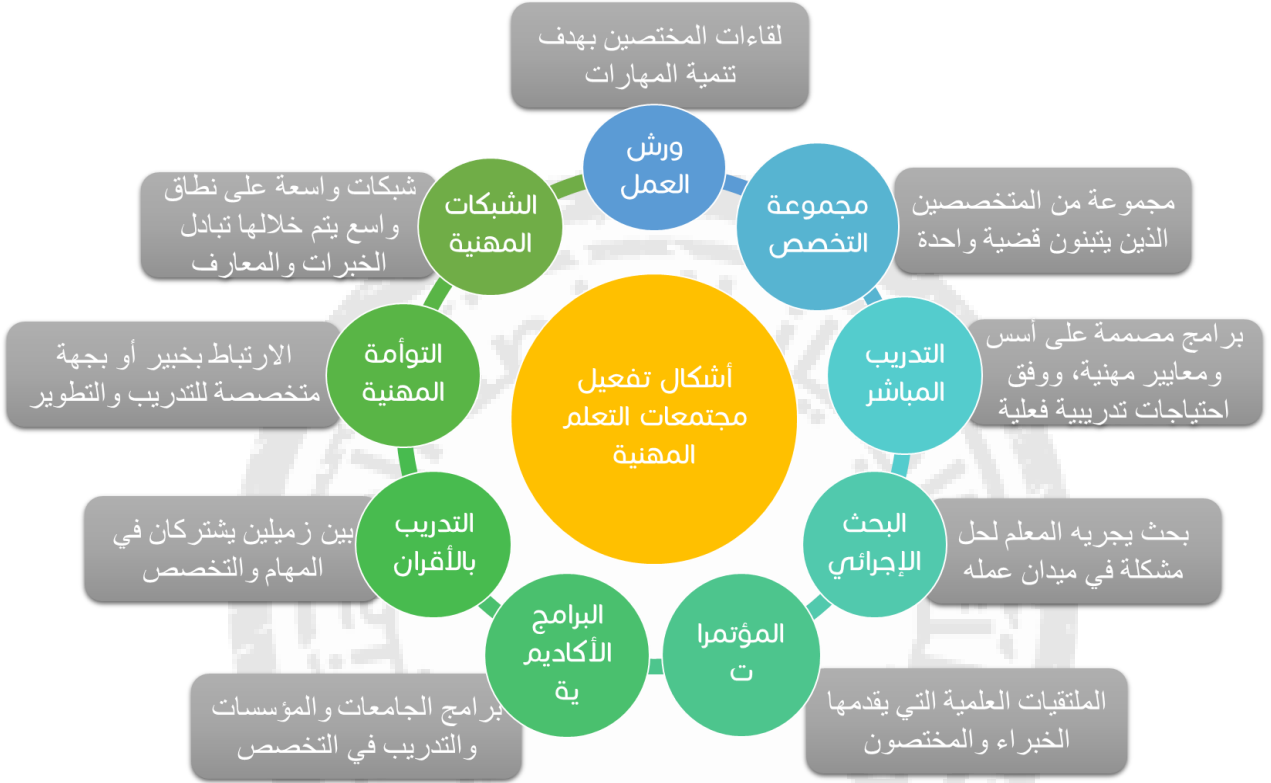 لقاءات المختصين بهدف
تنمية المهارات
ورش
العمل
مجموعة
التخصص
مجموعة من المتخصصين
الذين يتبنون قضية واحدة
التدريب
المباشر
برامج مصممة على أسس
ومعايير مهنية، ووفق
احتياجات تدريبية فعلية
البحث
الإجرائي
بحث يجريه المعلم لحل
مشكلة في ميدان عمله
المؤتمرا
ت
الملتقيات العلمية التي يقدمها
الخبراء والمختصون
البرامج
الأكاديم
ية
برامج الجامعات والمؤسسات
والتدريب في التخصص
التدريب
بالأقران
بين زميلين يشتركان في
المهام والتخصص
التوأمة
المهنية
الارتباط بخبير أو بجهة
متخصصة للتدريب والتطوير
الشبكات
المهنية
شبكات واسعة على نطاق
واسع يتم خلالها تبادل
الخبرات والمعارف
أشكال تفعيل
مجتمعات التعلم
المهنية